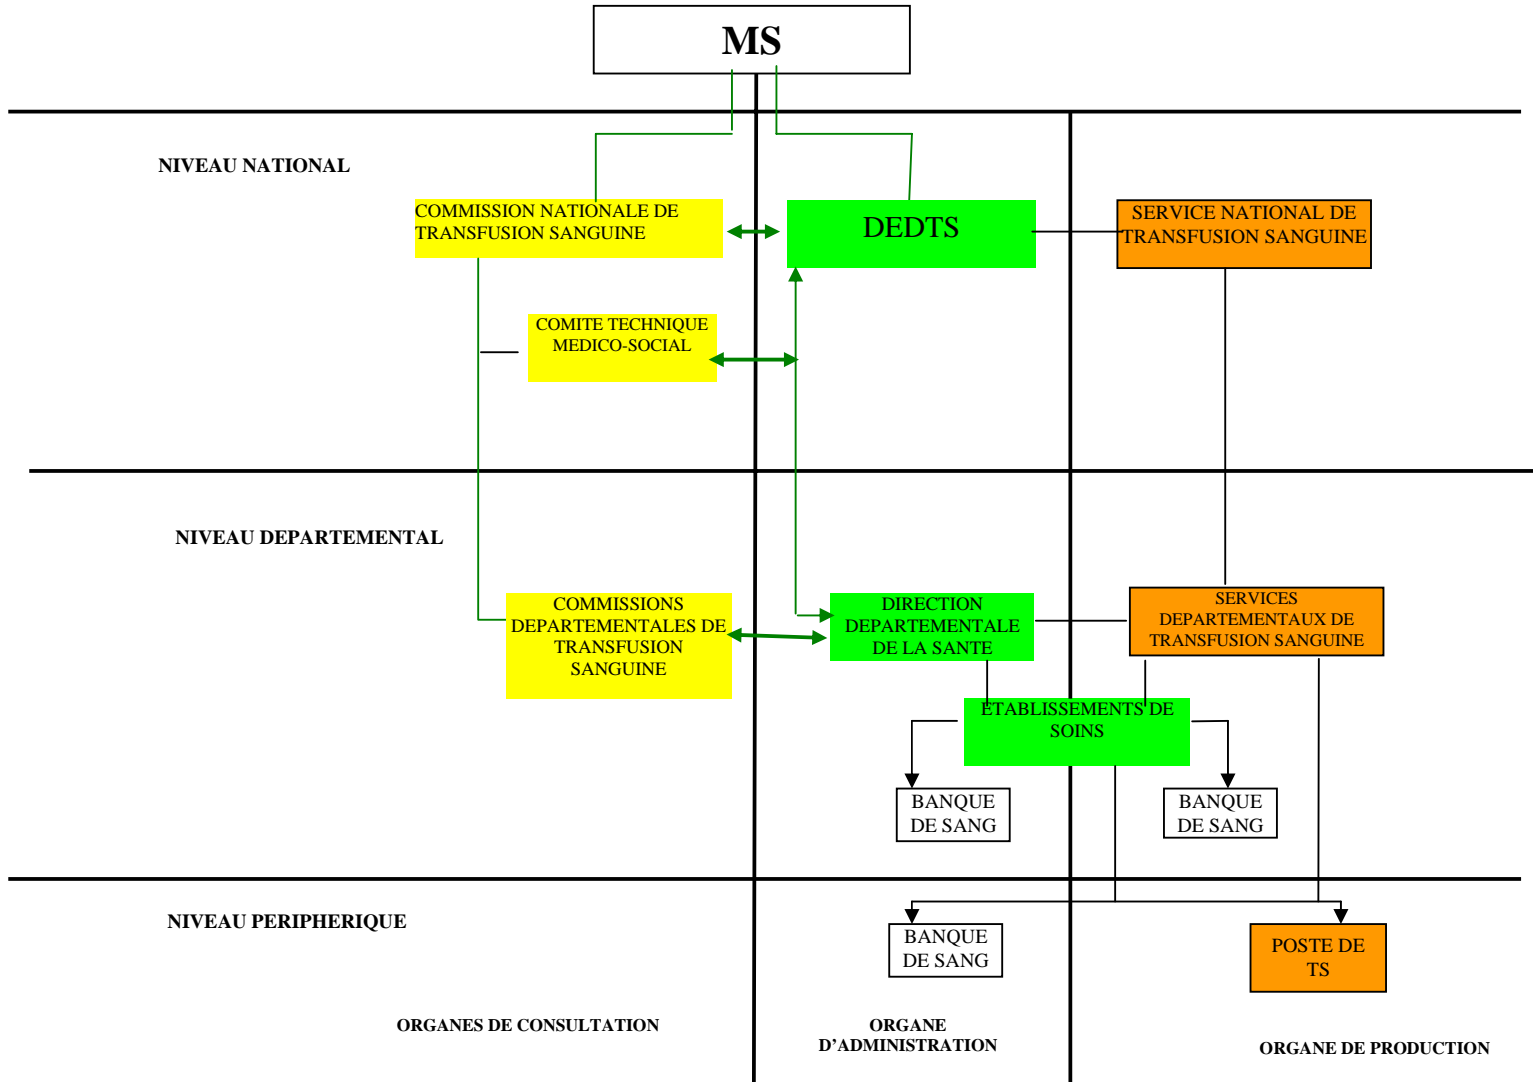 MS
NIVEAU NATIONAL
COMMISSION NATIONALE DE
TRANSFUSION SANGUINE
DEDTS
SERVICE NATIONAL DE
TRANSFUSION SANGUINE
COMITE TECHNIQUE
MEDICO-SOCIAL
NIVEAU DEPARTEMENTAL
COMMISSIONS
DEPARTEMENTALES DE
TRANSFUSION
SANGUINE
DIRECTION
DEPARTEMENTALE
DE LA SANTE
SERVICES
DEPARTEMENTAUX DE
TRANSFUSION SANGUINE
ETABLISSEMENTS DE
SOINS
BANQUE
DE SANG
BANQUE
DE SANG
NIVEAU PERIPHERIQUE
BANQUE
DE SANG
POSTE DE
TS
ORGANES DE CONSULTATION
ORGANE
D’ADMINISTRATION
ORGANE DE PRODUCTION